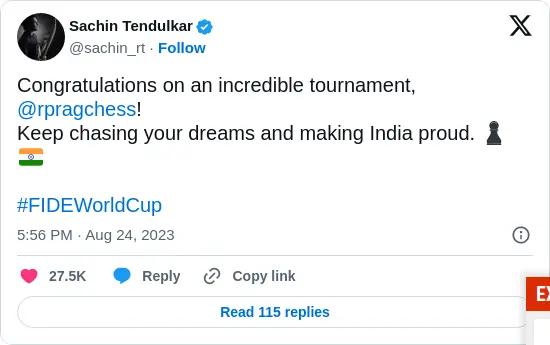 Sachin Tendulkar
@sachin_rt · Follow
Congratulations on an incredible tournament,
@rpragchess!
Keep chasing your dreams and making India proud. ♟️
🇮🇳
#FIDEWorldCup
5:56 PM · Aug 24, 2023
27.5K Reply Copy link
Read 115 replies
EX